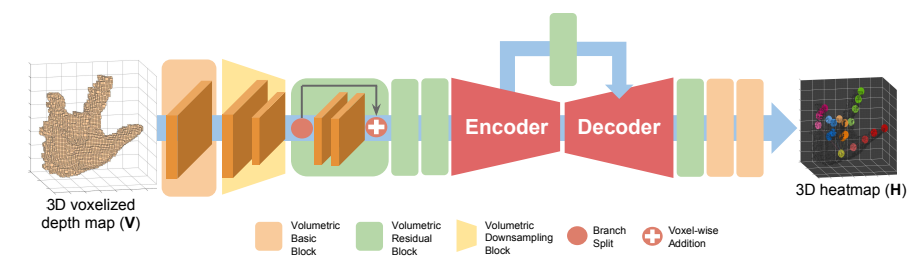 Encoder
Decoder
3D voxelized
depth map (V)
3D heatmap (H)
Volumetric
Basic
Block
Volumetric
Residual
Block
Volumetric
Downsampling
Block
Branch
Split
Voxel-wise
Addition